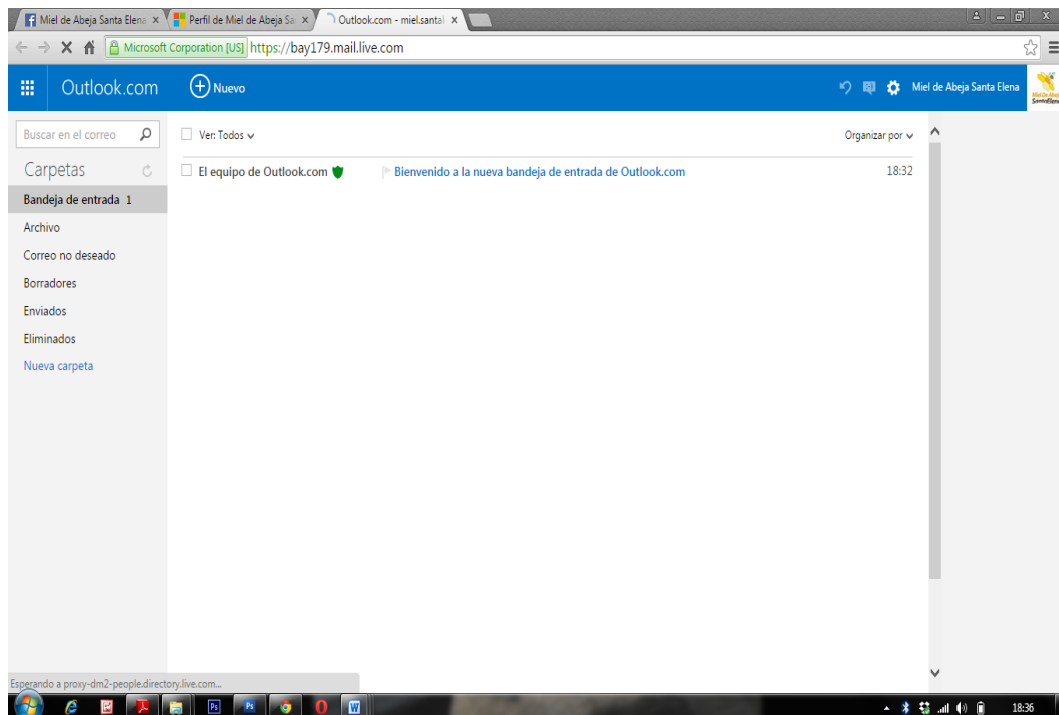 Miel de Abeja Santa Elena
Perfil de Miel de Abeja Sa
Outlook.com - miel.santal
Microsoft Corporation [US] https://bay179.mail.live.com
Outlook.com
Nuevo
Miel de Abeja Santa Elena
Buscar en el correo
Ver: Todos
Organizar por
Carpetas
El equipo de Outlook.com
Bienvenido a la nueva bandeja de entrada de Outlook.com
18:32
Bandeja de entrada 1
Archivo
Correo no deseado
Borradores
Enviados
Eliminados
Nueva carpeta
Esperando a proxy-dm2-people.directory.live.com...
Ps
Ps
W
18:36